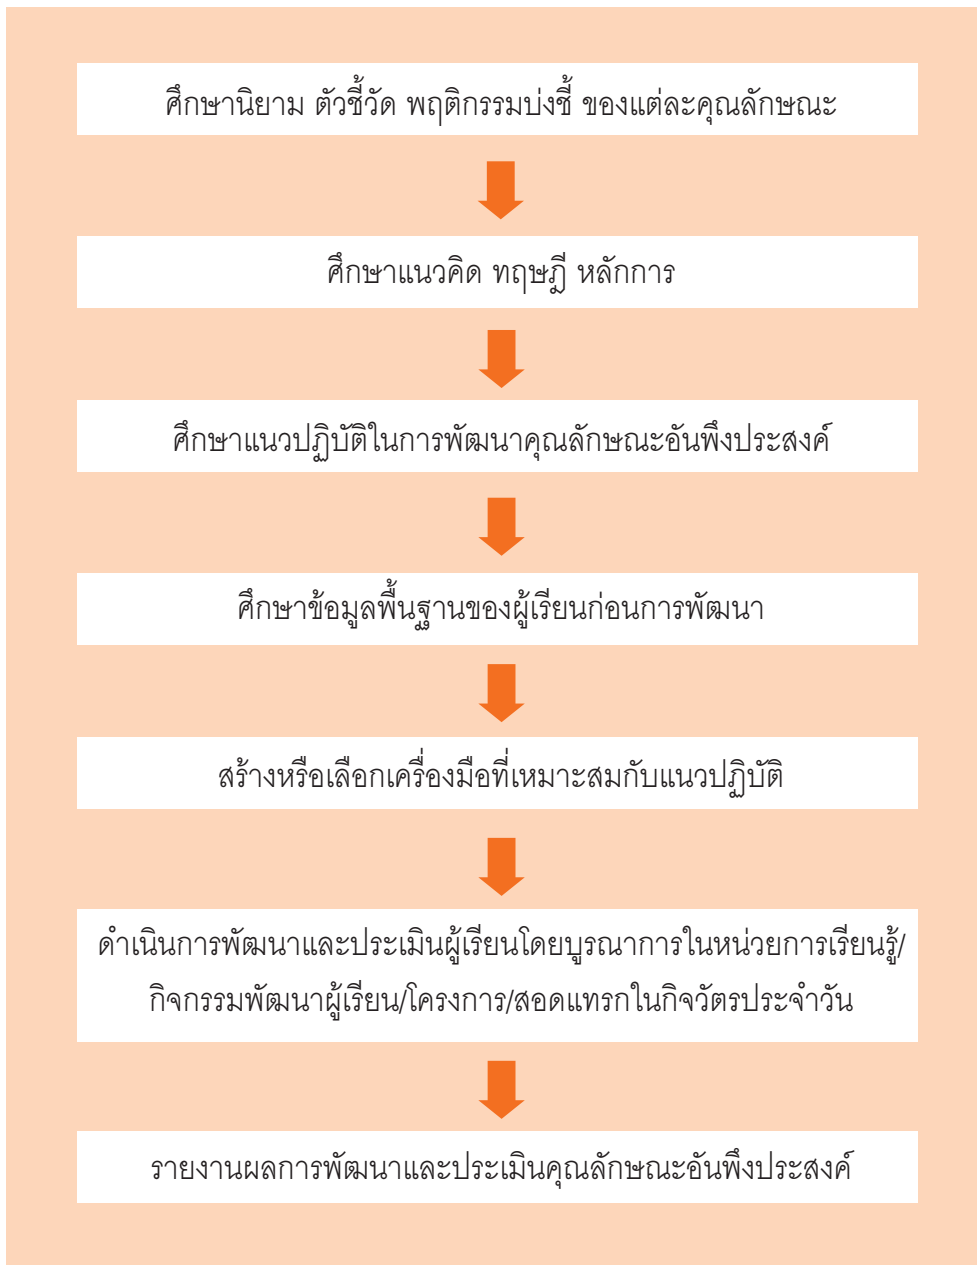 ศึกษานิยาม ตัวชี้วัด พฤติกรรมบ่งชี้ ของแต่ละคุณลักษณะ
ศึกษาแนวคิด ทฤษฎี หลักการ
ศึกษาแนวปฏิบัติในการพัฒนาคุณลักษณะอันพึงประสงค์
ศึกษาข้อมูลพื้นฐานของผู้เรียนก่อนการพัฒนา
สร้างหรือเลือกเครื่องมือที่เหมาะสมกับแนวปฏิบัติ
ดำเนินการพัฒนาและประเมินผู้เรียนโดยบูรณาการในหน่วยการเรียนรู้/
กิจกรรมพัฒนาผู้เรียน/โครงการ/สอดแทรกในกิจวัตรประจำวัน
รายงานผลการพัฒนาและประเมินคุณลักษณะอันพึงประสงค์